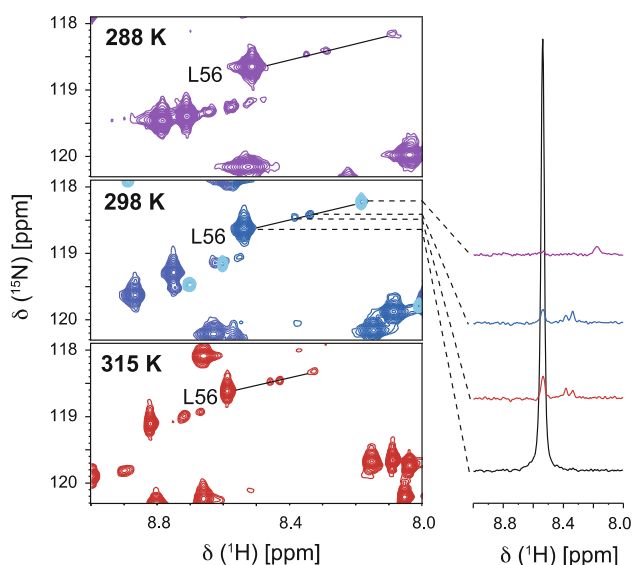 118
288 K
L56
119
120
118
298 K
L56
119
120
118
315 K
L56
119
120
8.8
8.4
8.0
8.8
8.4
8.0
δ (¹⁵N) [ppm]
δ (¹H) [ppm]
δ (¹H) [ppm]